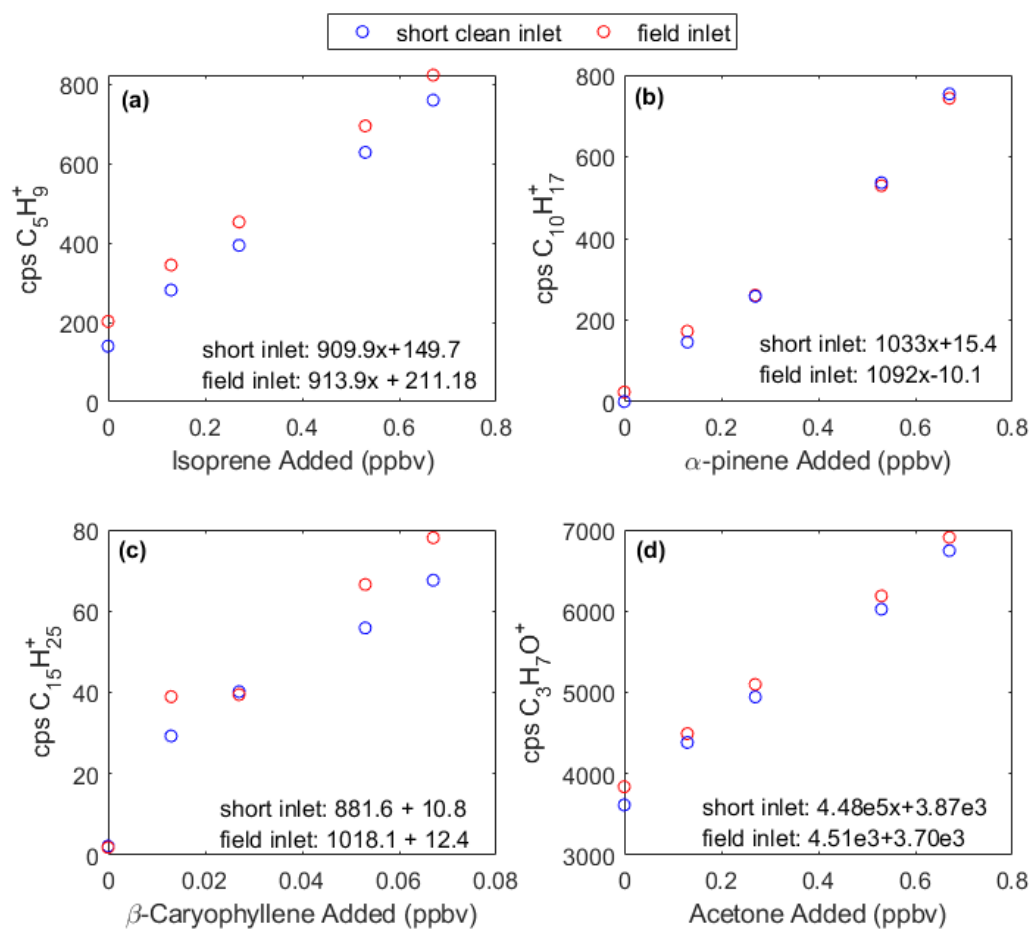 short clean inlet field inlet
(a)
cps C5H9+
800
600
400
200
0
short inlet: 909.9x+149.7
field inlet: 913.9x + 211.18
0 0.2 0.4 0.6 0.8
Isoprene Added (ppbv)
(b)
cps C10H17+
800
600
400
200
0
short inlet: 1033x+15.4
field inlet: 1092x-10.1
0 0.2 0.4 0.6 0.8
α-pinene Added (ppbv)
(c)
cps C15H25+
80
60
40
20
0
short inlet: 881.6 + 10.8
field inlet: 1018.1 + 12.4
0 0.02 0.04 0.06 0.08
β-Caryophyllene Added (ppbv)
(d)
cps C3H7O+
7000
6000
5000
4000
3000
short inlet: 4.48e5x+3.87e3
field inlet: 4.51e3+3.70e3
0 0.2 0.4 0.6 0.8
Acetone Added (ppbv)